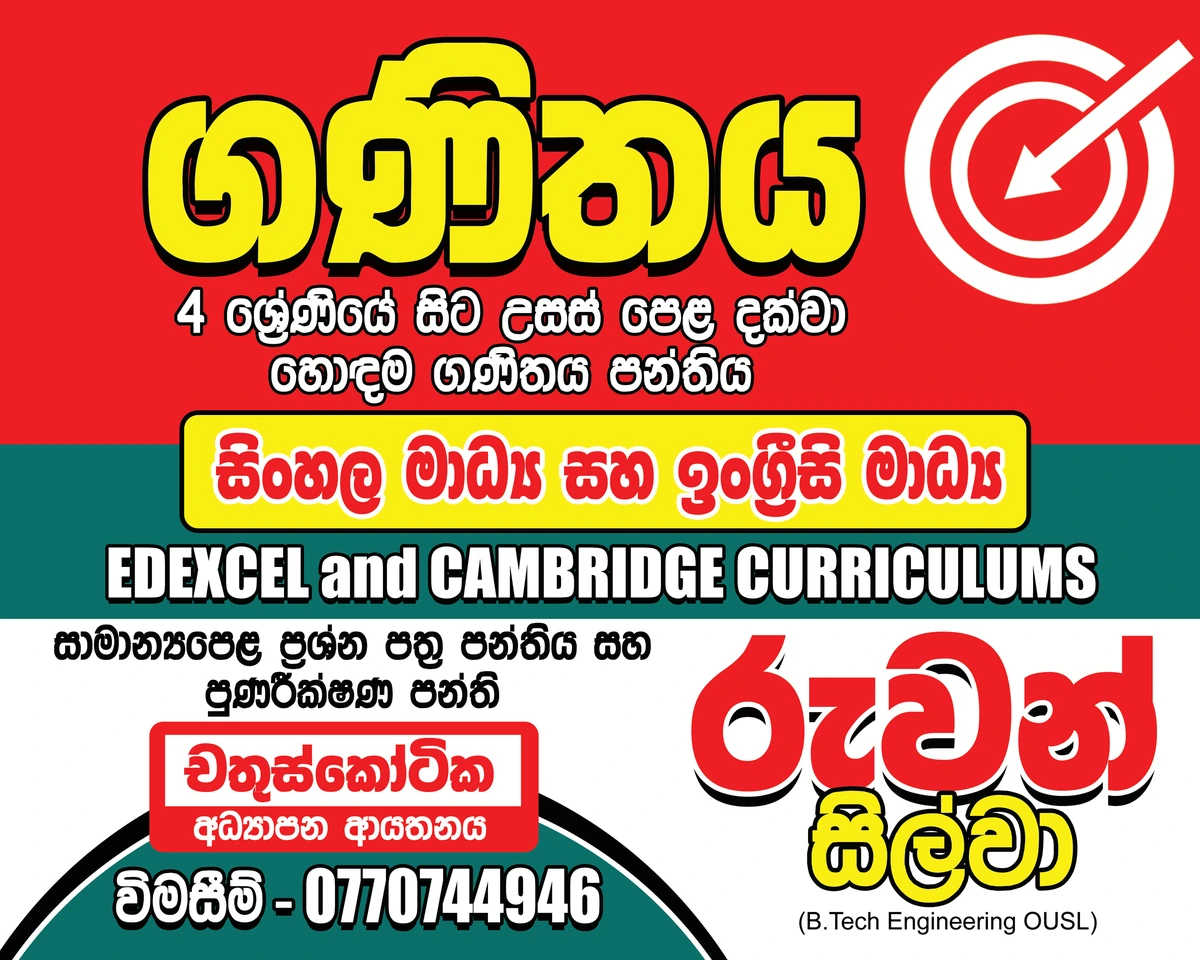 ගණිතය
4 ශ්‍රේණියේ සිට උසස් පෙළ දක්වා
හොඳම ගණිතය පන්තිය
සිංහල මාධ්‍ය සහ ඉංග්‍රීසි මාධ්‍ය
EDEXCEL and CAMBRIDGE CURRICULUMS
සාමාන්‍යපෙළ ප්‍රශ්න පත්‍ර පන්තිය සහ
පුණරීක්ෂණ පන්ති
චතුස්කෝටික
අධ්‍යාපන ආයතනය
විමසීම් - 0770744946
රුවන්
සිල්වා
(B.Tech Engineering OUSL)